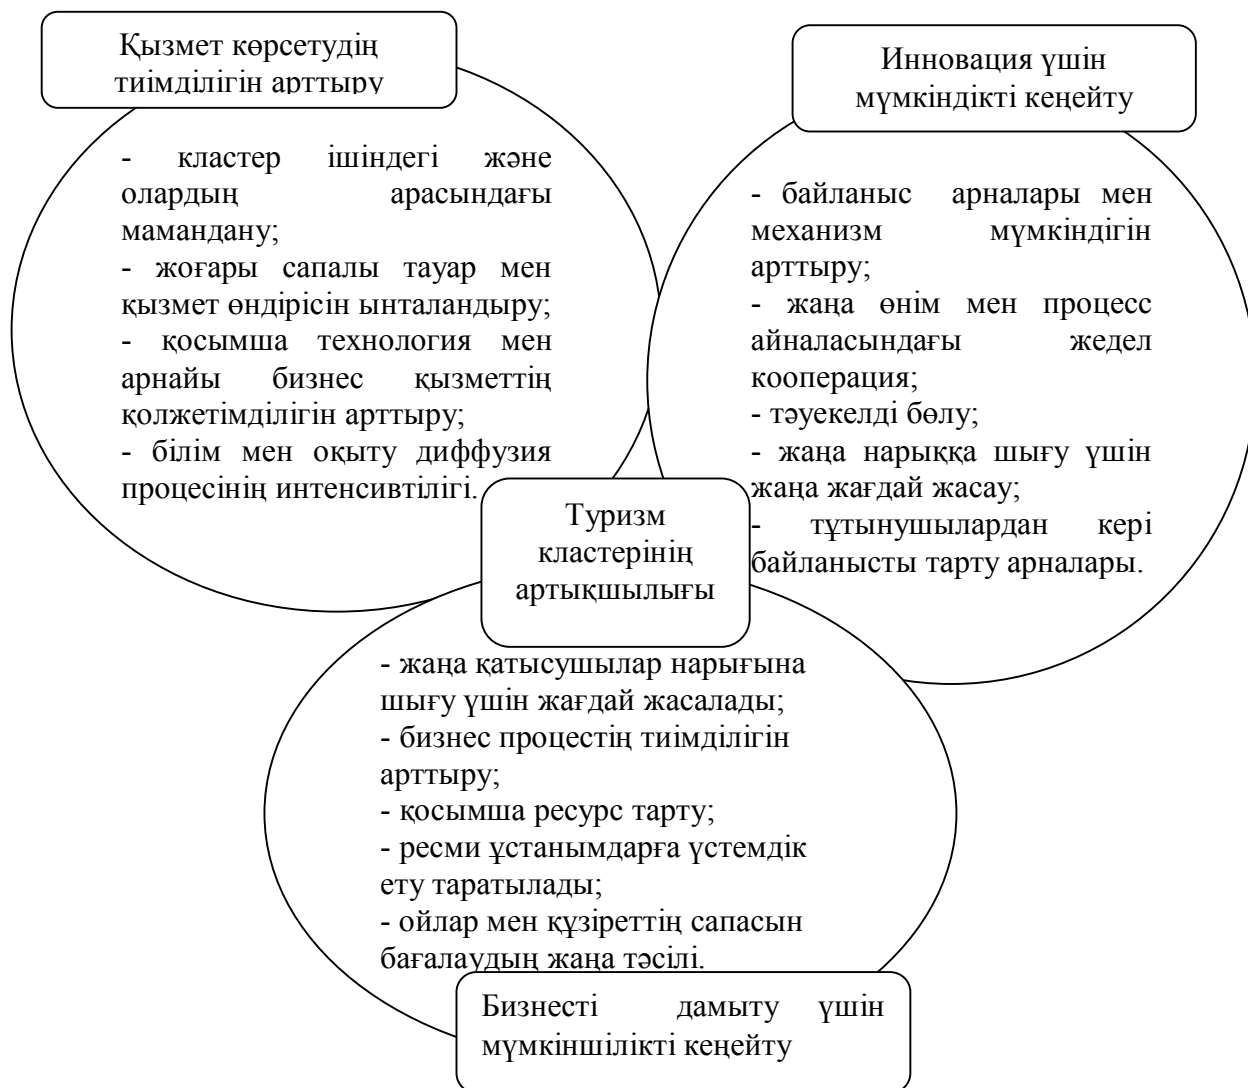 Қызмет көрсетудің
тиімділігін арттыру
- кластер ішіндегі және
олардың арасындағы
мамандану;
- жоғары сапалы тауар мен
қызмет өндірісін ынталандыру;
- қосымша технология мен
арнайы бизнес қызметтің
қолжетімділігін арттыру;
- білім мен оқыту диффузия
процесінің интенсивтілігі.
Инновация үшін
мүмкіндікті кеңейту
- байланыс арналары мен
механизм мүмкіндігін
арттыру;
- жаңа өнім мен процесс
айналасындағы жедел
кооперация;
- тәуекелді бөлу;
- жаңа нарыққа шығу үшін
жаңа жағдай жасау;
- тұтынушылардан кері
байланысты тарту арналары.
Туризм
кластерінің
артықшылығы
- жаңа қатысушылар нарығына
шығу үшін жағдай жасалады;
- бизнес процестің тиімділігін
арттыру;
- қосымша ресурс тарту;
- ресми ұстанымдарға үстемдік
ету таратылады;
- ойлар мен құзіреттің сапасын
бағалаудың жаңа тәсілі.
Бизнесті дамыту үшін
мүмкіншілікті кеңейту